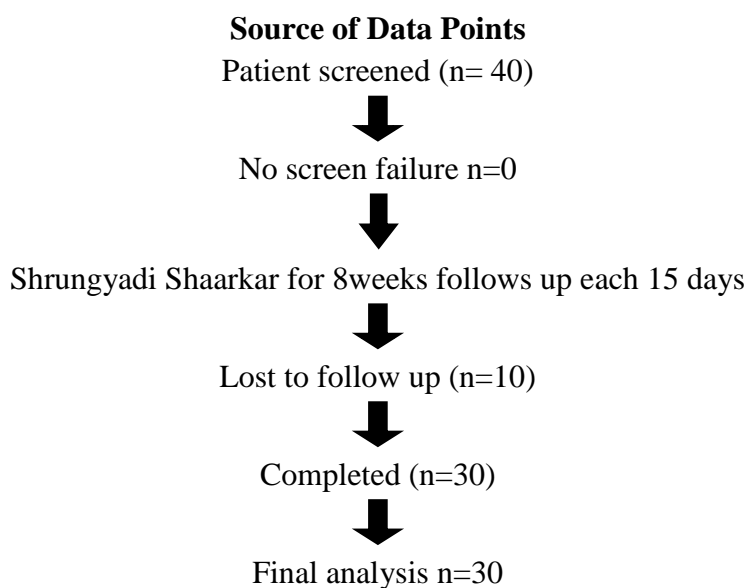 Source of Data Points
Patient screened (n= 40)
No screen failure n=0
Shrungyadi Shaarkar for 8weeks follows up each 15 days
Lost to follow up (n=10)
Completed (n=30)
Final analysis n=30